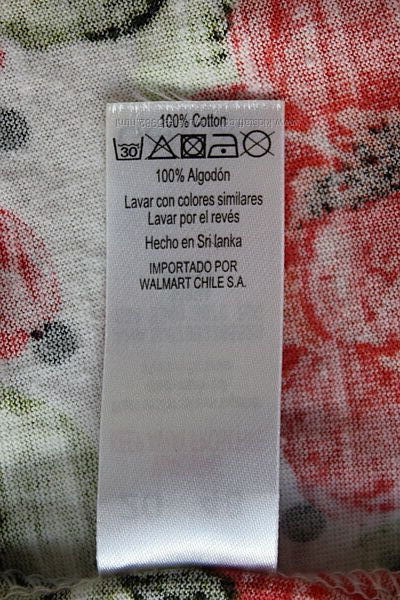 100% Cotton
30
100% Algodón
Lavar con colores similares
Lavar por el revés
Hecho en Sri lanka
IMPORTADO POR
WALMART CHILE S.A.